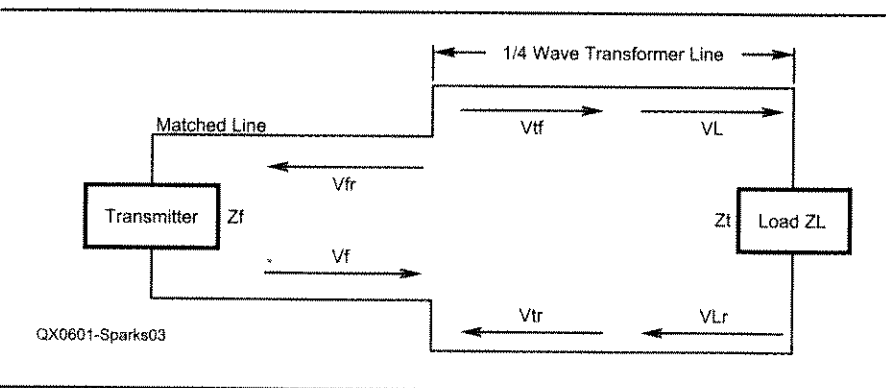 1/4 Wave Transformer Line
Matched Line
Vtf
VL
Vfr
Transmitter
Zf
Zt
Load ZL
Vf
Vtr
VLr
QX0601-Sparks03